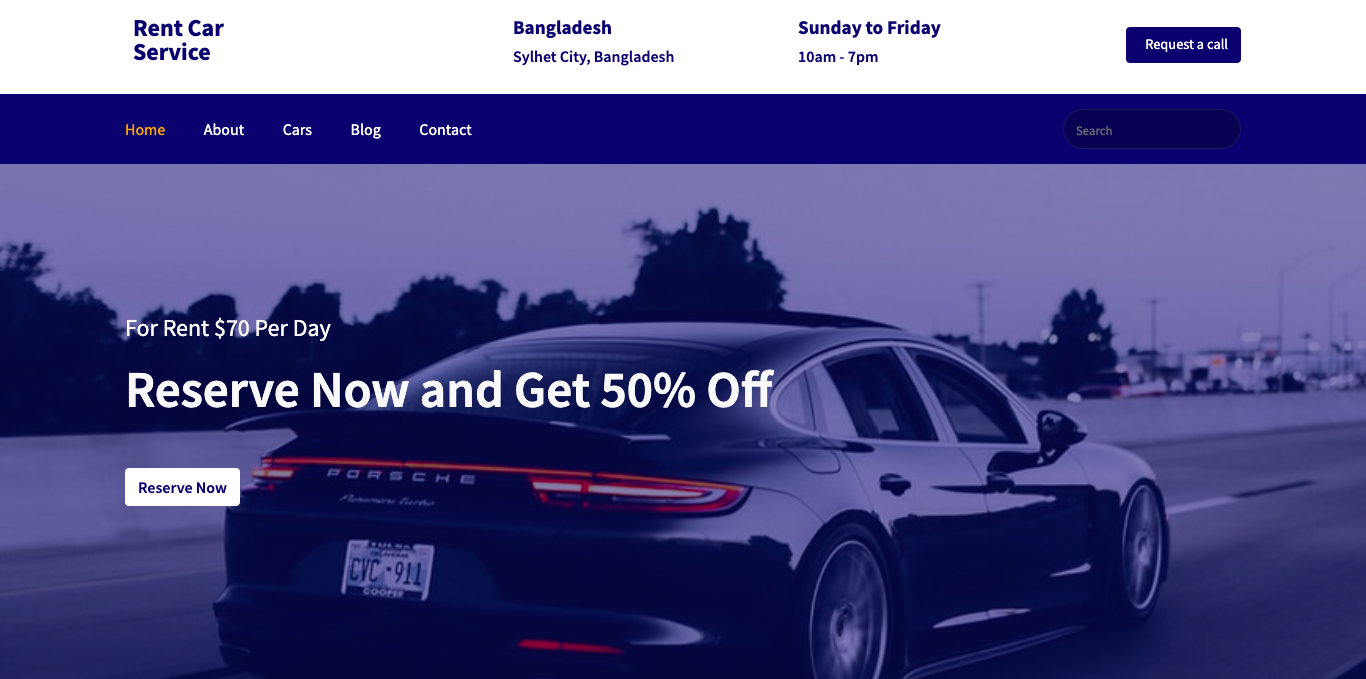 Rent Car
Service
Bangladesh
Sylhet City, Bangladesh
Sunday to Friday
10am - 7pm
Request a call
Home
About
Cars
Blog
Contact
Search
For Rent $70 Per Day
Reserve Now and Get 50% Off
Reserve Now
PORSCHE
Panamera Turbo
TULSA
OKLAHOMA
CVC·911
COOPER